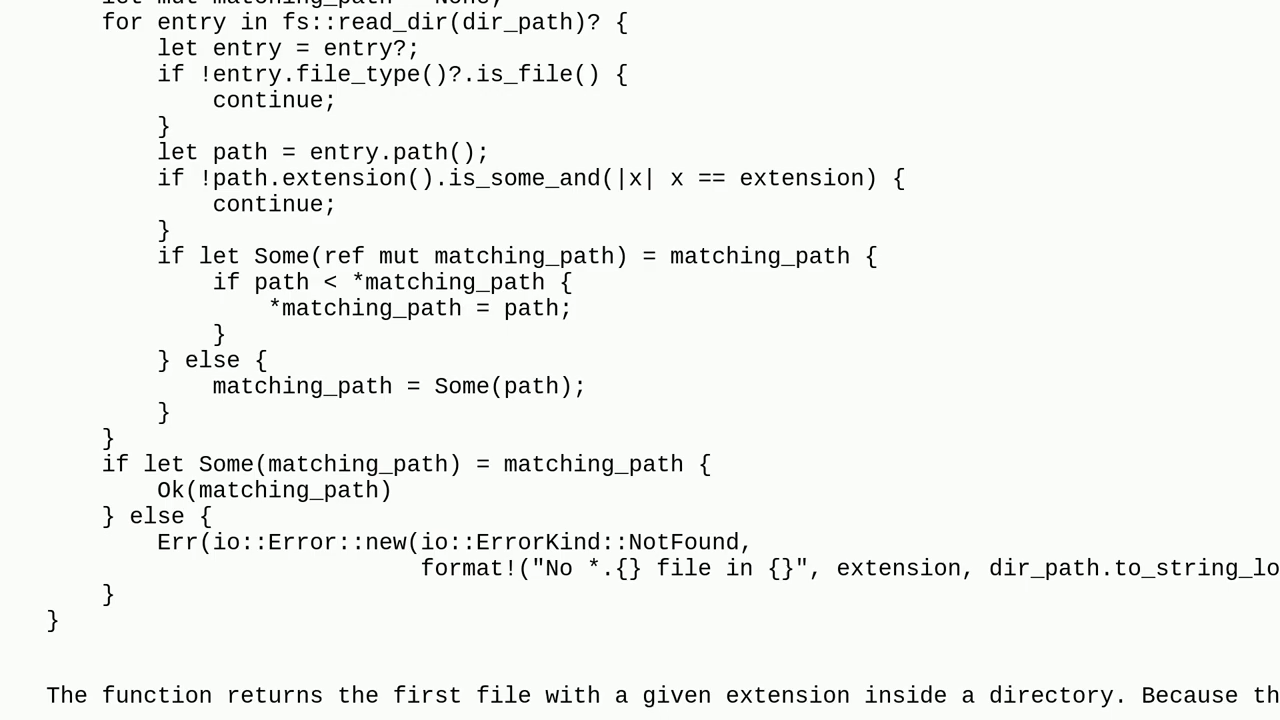 for entry in fs::read_dir(dir_path)? {
        let entry = entry?;
        if !entry.file_type()?.is_file() {
            continue;
        }
        let path = entry.path();
        if !path.extension().is_some_and(|x| x == extension) {
            continue;
        }
        if let Some(ref mut matching_path) = matching_path {
            if path < *matching_path {
                *matching_path = path;
            }
        } else {
            matching_path = Some(path);
        }
    }
    if let Some(matching_path) = matching_path {
        Ok(matching_path)
    } else {
        Err(io::Error::new(io::ErrorKind::NotFound,
                           format!("No *.{} file in {}", extension, dir_path.to_string_lo
    }
}
The function returns the first file with a given extension inside a directory. Because th